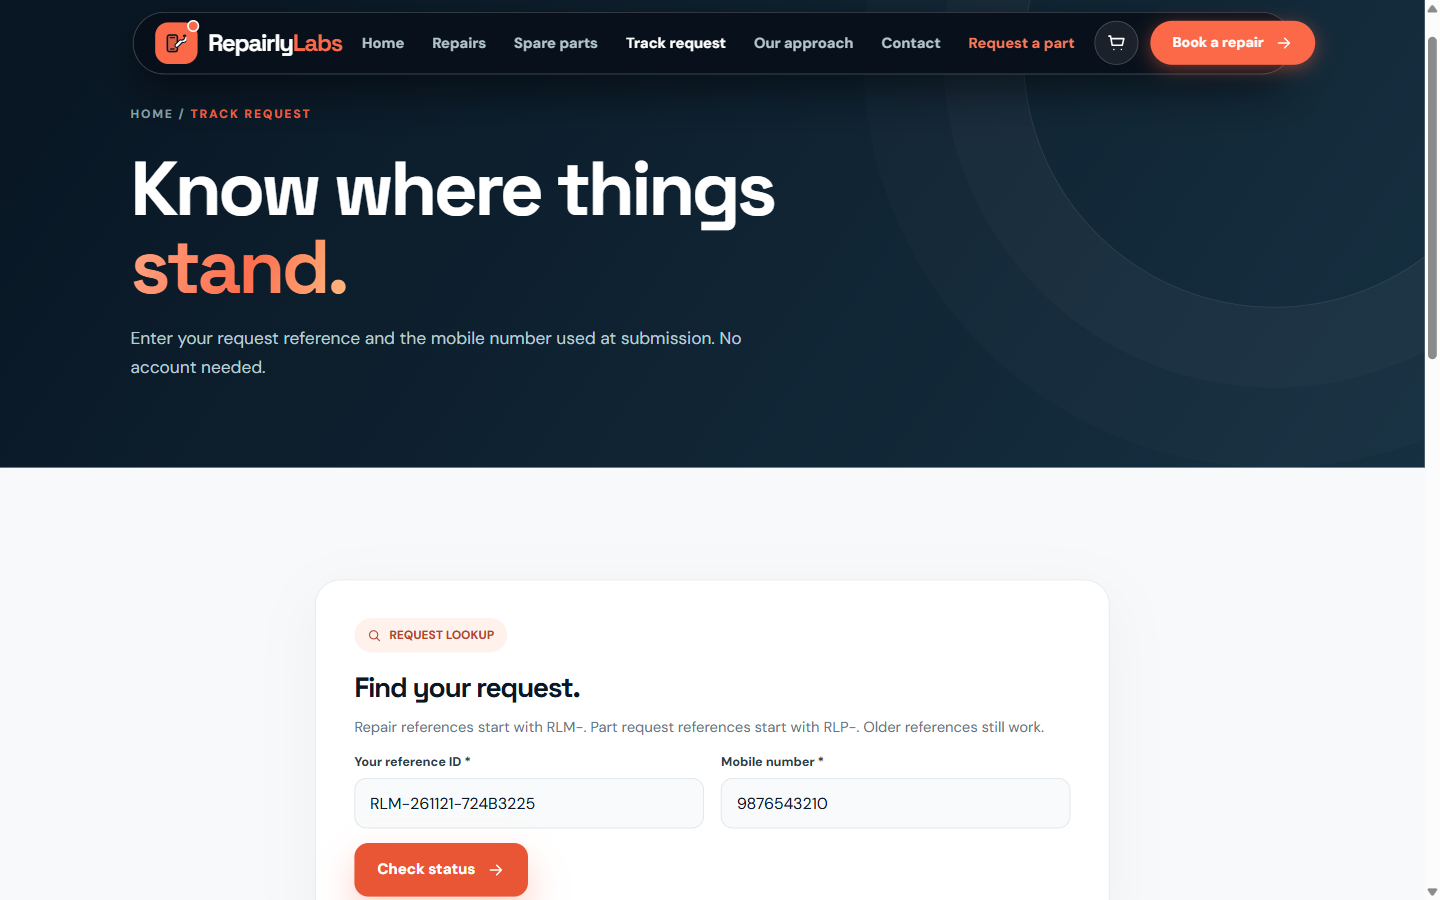 RepairlyLabs Home Repairs Spare parts Track request Our approach Contact Request a part Book a repair
HOME / TRACK REQUEST
Know where things
stand.
Enter your request reference and the mobile number used at submission. No
account needed.
REQUEST LOOKUP
Find your request.
Repair references start with RLM-. Part request references start with RLP-. Older references still work.
Your reference ID * Mobile number *
RLM-261121-724B3225 9876543210
Check status